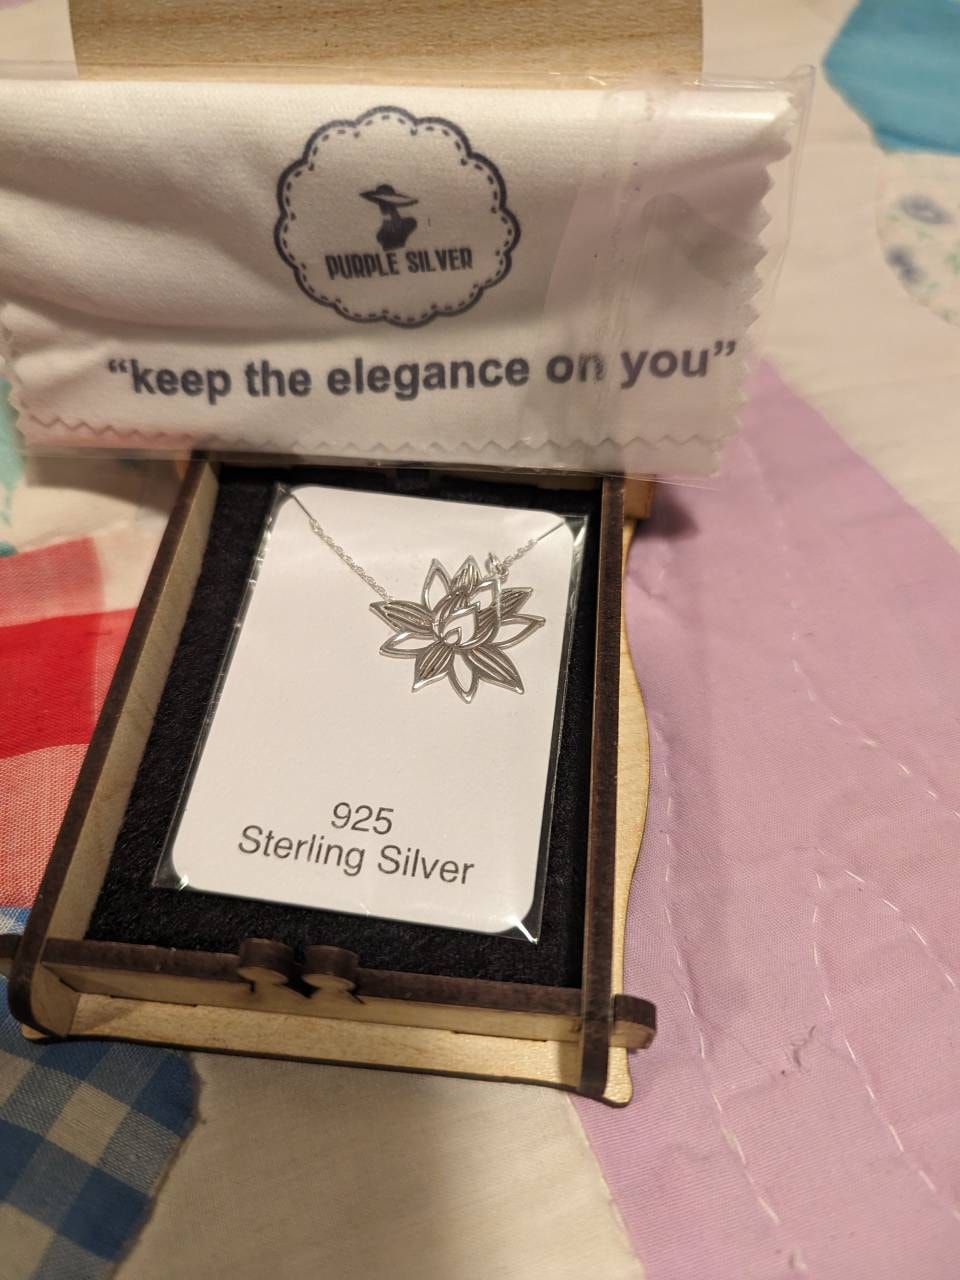 PURPLE SILVER
“keep the elegance on you”
925
Sterling Silver